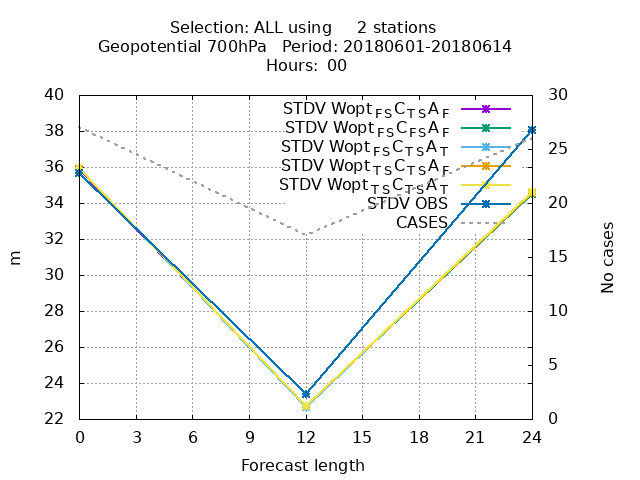 Selection: ALL using 2 stations
Geopotential 700hPa Period: 20180601-20180614
Hours: 00
40 30
STDV Wopt_FS C_TS A_F
38 STDV Wopt_FS C_FS A_F
25
STDV Wopt_FS C_TS A_T
36 STDV Wopt_TS C_TS A_F
STDV Wopt_TS C_TS A_T
34 STDV OBS 20
CASES
32
15
30
28 10
26
5
24
22 0
0 3 6 9 12 15 18 21 24
Forecast length
m
No cases